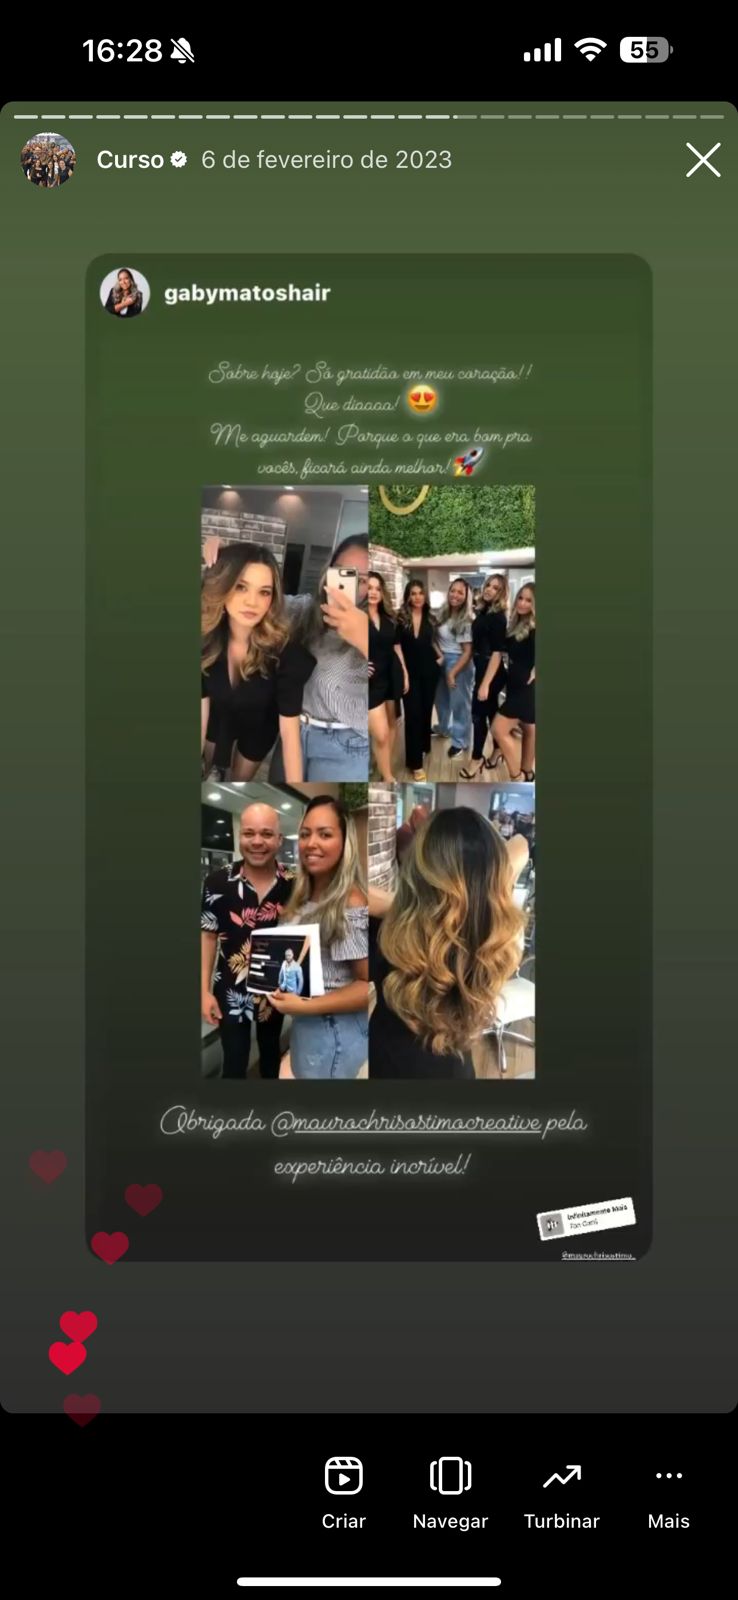 16:28
55
Curso 6 de fevereiro de 2023
gabymatoshair
Sobre hoje? Só gratidão em meu coração!!
Que diaaaa! 😍
Me aguardem! Porque o que era bom pra
vocês, ficará ainda melhor! 🚀
Obrigada @maurochrisostimocreative pela
experiência incrível!
Infinitamente Mais
Criar Navegar Turbinar Mais